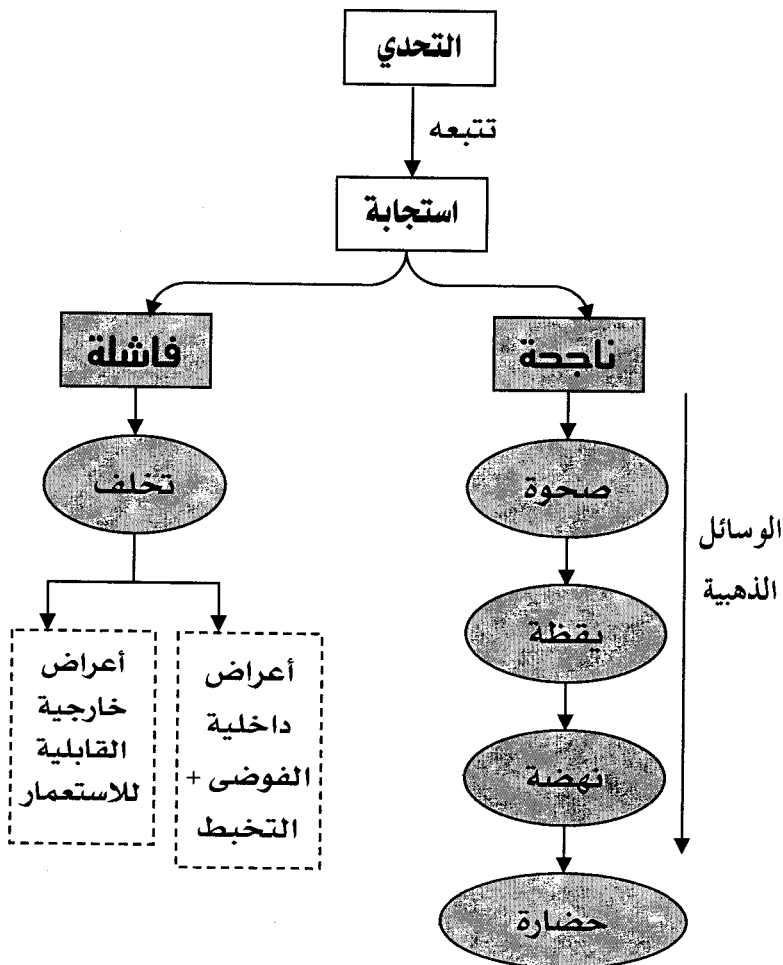 التحدي
تتبعه
استجابة
ناجحة
فاشلة
صحوة
تخلف
الوسائل
الذهبية
يقظة
أعراض
داخلية
الفوضى +
التخبط
أعراض
خارجية
القابلية
للاستعمار
نهضة
حضارة